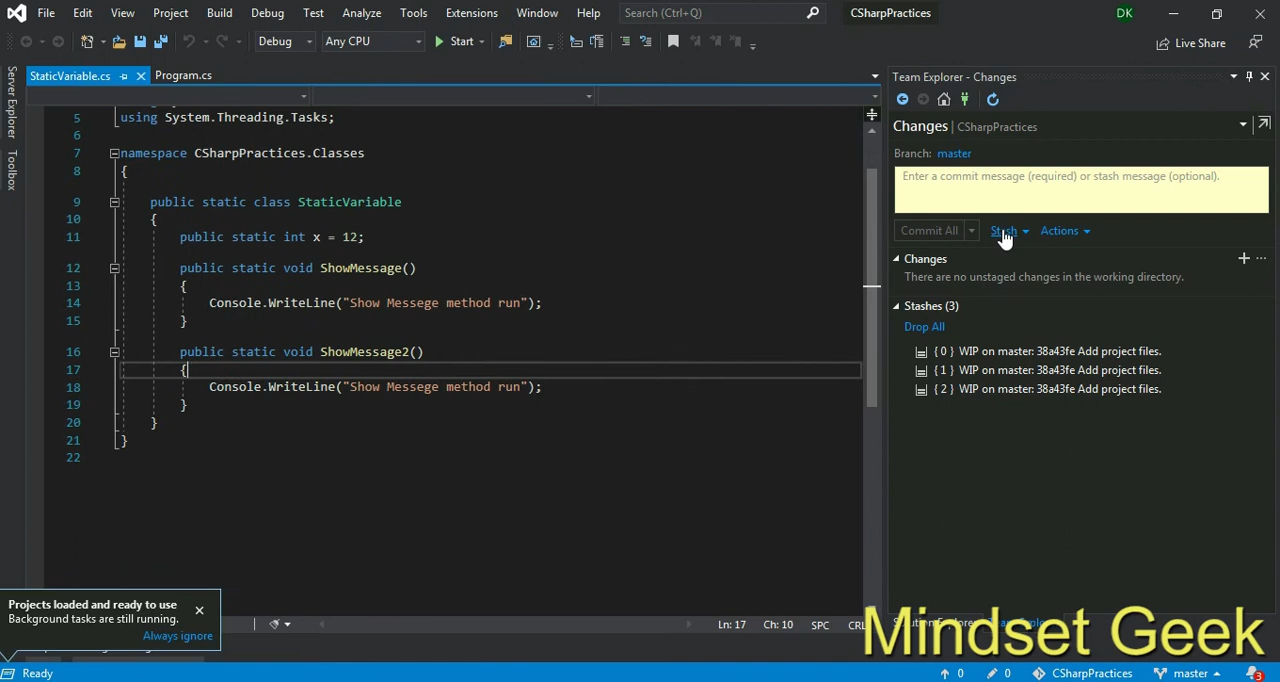 File Edit View Project Build Debug Test Analyze Tools Extensions Window Help Search (Ctrl+Q) CSharpPractices DK
Debug Any CPU Start Live Share
Server Explorer
Toolbox
StaticVariable.cs Program.cs
5 using System.Threading.Tasks;
6
7 namespace CSharpPractices.Classes
8 {
9 public static class StaticVariable
10 {
11 public static int x = 12;
12 public static void ShowMessage()
13 {
14 Console.WriteLine("Show Messege method run");
15 }
16 public static void ShowMessage2()
17 {
18 Console.WriteLine("Show Messege method run");
19 }
20 }
21 }
22
Team Explorer - Changes
Changes | CSharpPractices
Branch: master
Enter a commit message (required) or stash message (optional).
Commit All Stash Actions
Changes
There are no unstaged changes in the working directory.
Stashes (3)
Drop All
{ 0 } WIP on master: 38a43fe Add project files.
{ 1 } WIP on master: 38a43fe Add project files.
{ 2 } WIP on master: 38a43fe Add project files.
Projects loaded and ready to use
Background tasks are still running.
Always ignore
Ln: 17 Ch: 10 SPC
Mindset Geek
Ready 0 0 CSharpPractices master 3